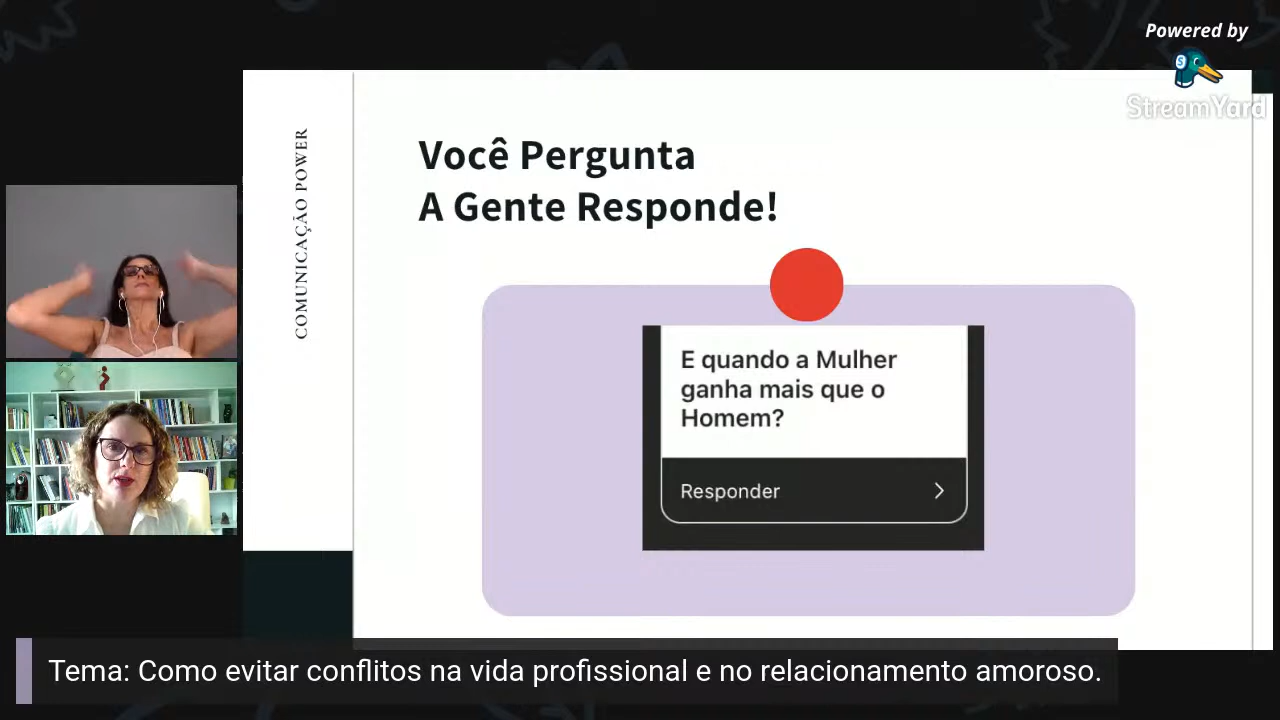 Powered by
StreamYard
COMUNICAÇÃO POWER
Você Pergunta
A Gente Responde!
E quando a Mulher
ganha mais que o
Homem?
Responder
Tema: Como evitar conflitos na vida profissional e no relacionamento amoroso.